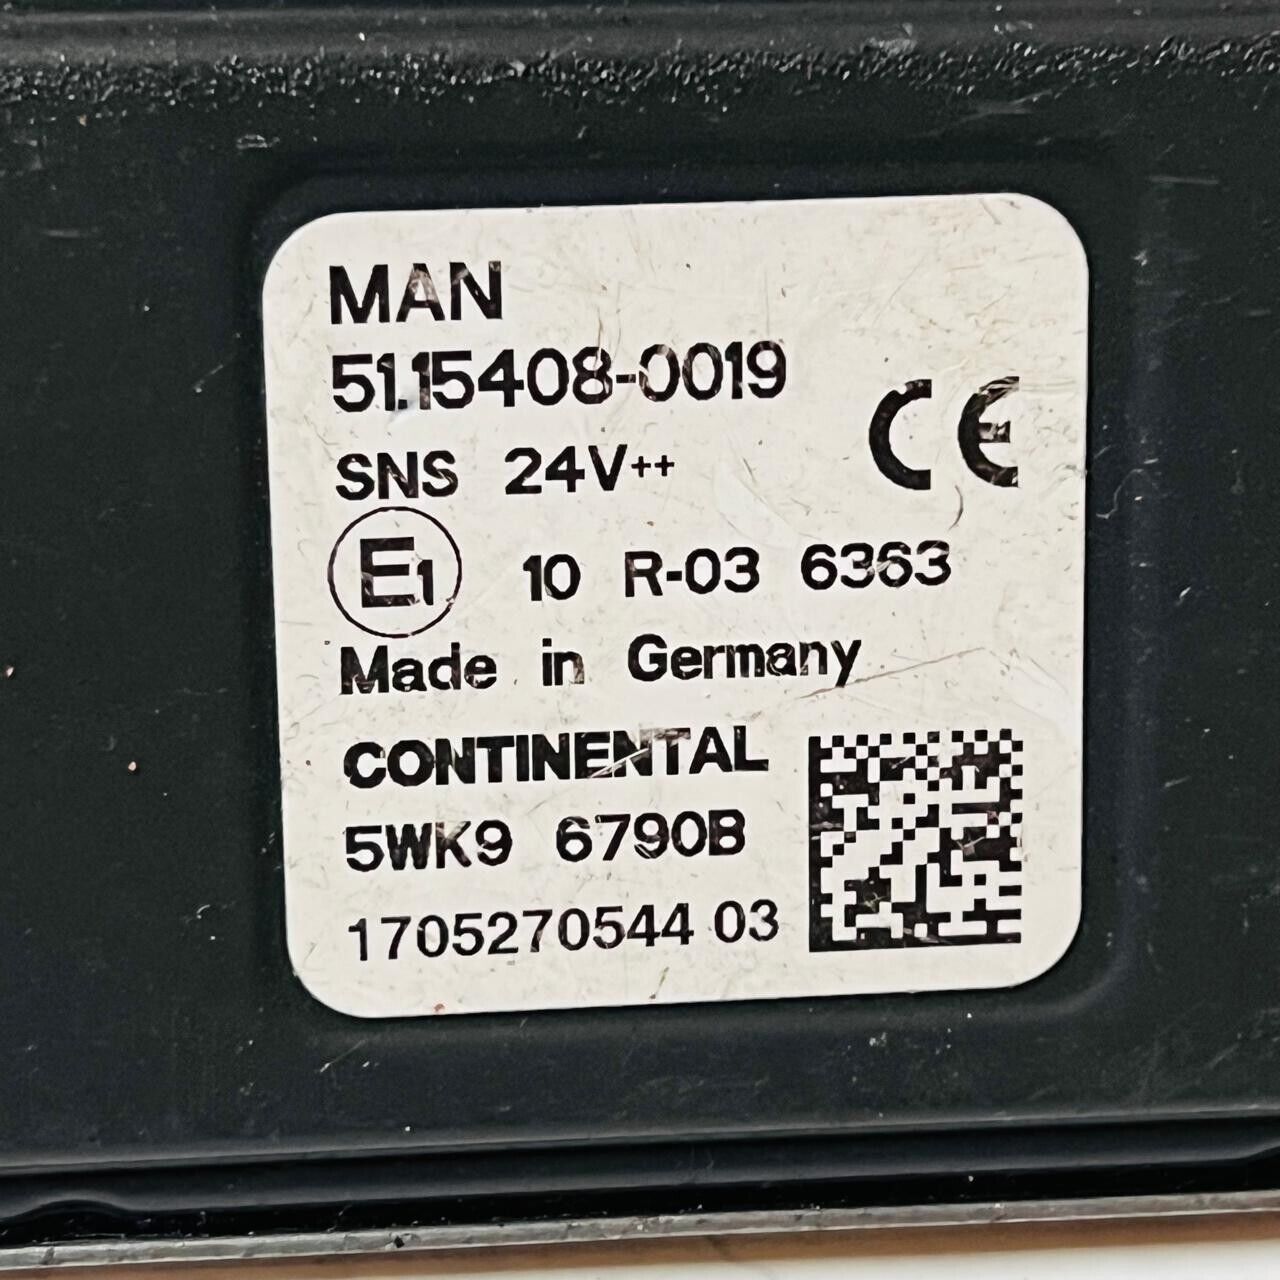 MAN
51.15408-0019
CE
SNS 24V++
E1 10 R-03 6363
Made in Germany
CONTINENTAL
5WK9 6790B
1705270544 03